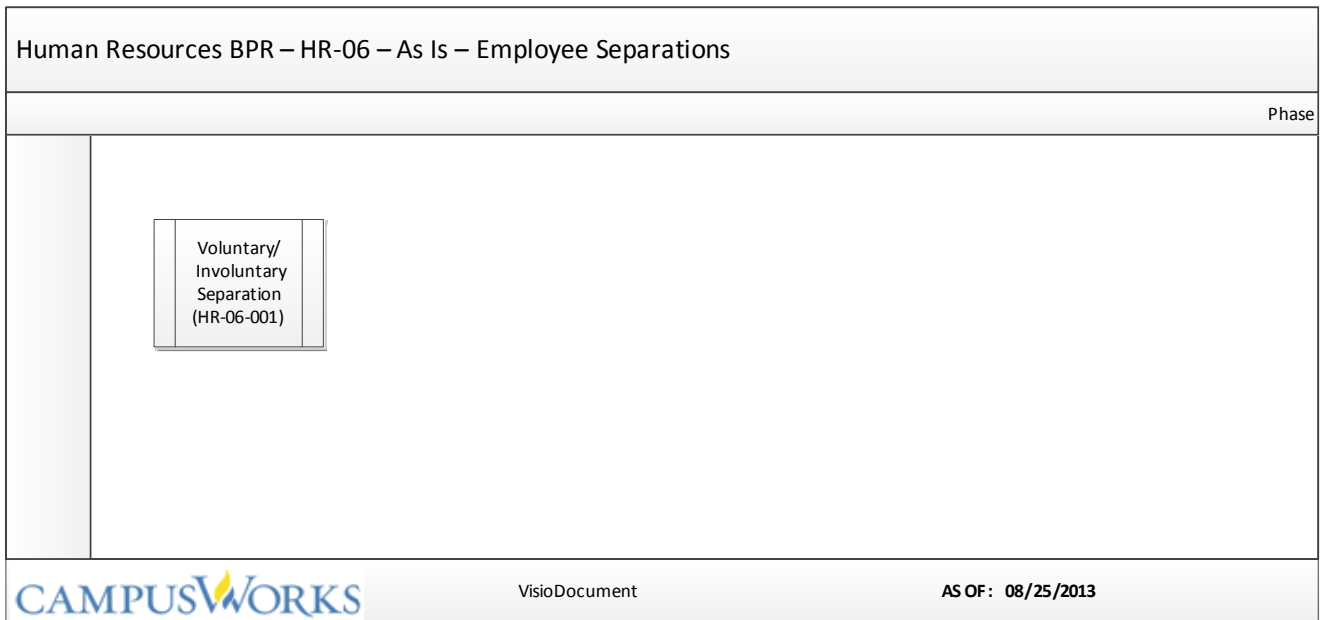 Human Resources BPR – HR-06 – As Is – Employee Separations
Phase
Voluntary/
Involuntary
Separation
(HR-06-001)
CAMPUSWORKS
VisioDocument
AS OF: 08/25/2013